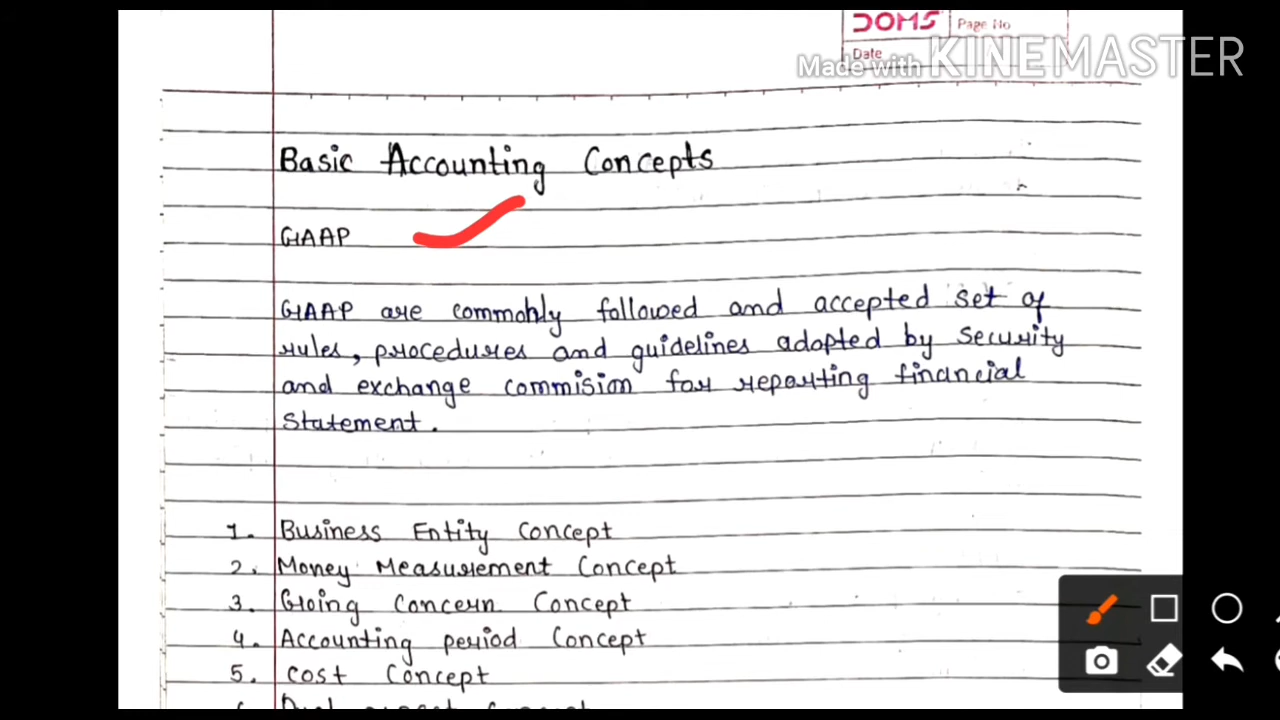 DOMS Page No
Date
Made with KINEMASTER
Basic Accounting Concepts
GAAP
GAAP are commonly followed and accepted set of
rules, procedures and guidelines adopted by security
and exchange commision for reporting financial
Statement.
1. Business Entity Concept
2. Money Measurement Concept
3. Going Concern Concept
4. Accounting period Concept
5. cost Concept